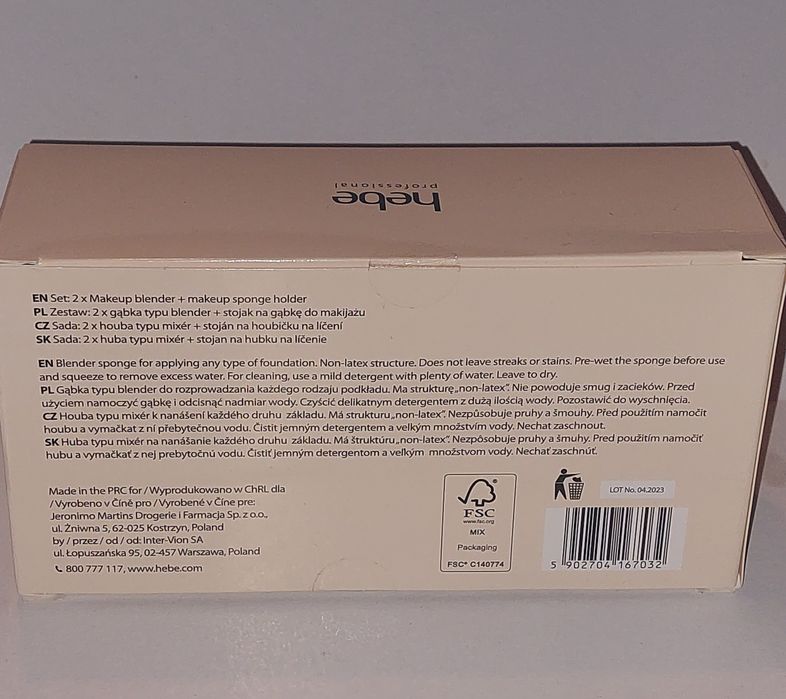 hebe
professional
EN Set: 2 x Makeup blender + makeup sponge holder
PL Zestaw: 2 x gąbka typu blender + stojak na gąbkę do makijażu
CZ Sada: 2 x houba typu mixér + stoján na houbičku na líčení
SK Sada: 2 x huba typu mixér + stojan na hubku na líčenie
EN Blender sponge for applying any type of foundation. Non-latex structure. Does not leave streaks or stains. Pre-wet the sponge before use
and squeeze to remove excess water. For cleaning, use a mild detergent with plenty of water. Leave to dry.
PL Gąbka typu blender do rozprowadzania każdego rodzaju podkładu. Ma strukturę „non-latex”. Nie powoduje smug i zacieków. Przed
użyciem namoczyć gąbkę i odcisnąć nadmiar wody. Czyścić delikatnym detergentem z dużą ilością wody. Pozostawić do wyschnięcia.
CZ Houba typu mixér k nanášení každého druhu základu. Má strukturu „non-latex”. Nezpůsobuje pruhy a šmouhy. Před použitím namočit
houbu a vymačkat z ní přebytečnou vodu. Čistit jemným detergentem a velkým množstvím vody. Nechat zaschnout.
SK Huba typu mixér na nanášanie každého druhu základu. Má štruktúru „non-latex”. Nezpôsobuje pruhy a šmuhy. Pred použitím namočiť
hubu a vymačkať z nej prebytočnú vodu. Čistiť jemným detergentom a veľkým množstvom vody. Nechať zaschnúť.
Made in the PRC for / Wyprodukowano w ChRL dla
/ Vyrobeno v Číně pro / Vyrobené v Číne pre:
Jeronimo Martins Drogerie i Farmacja Sp. z o.o.,
ul. Żniwna 5, 62-025 Kostrzyn, Poland
by / przez / od / od: Inter-Vion SA
ul. Łopuszańska 95, 02-457 Warszawa, Poland
800 777 117, www.hebe.com
FSC
www.fsc.org
MIX
Packaging
FSC® C140774
LOT No. 04.2023
5 902704 167032